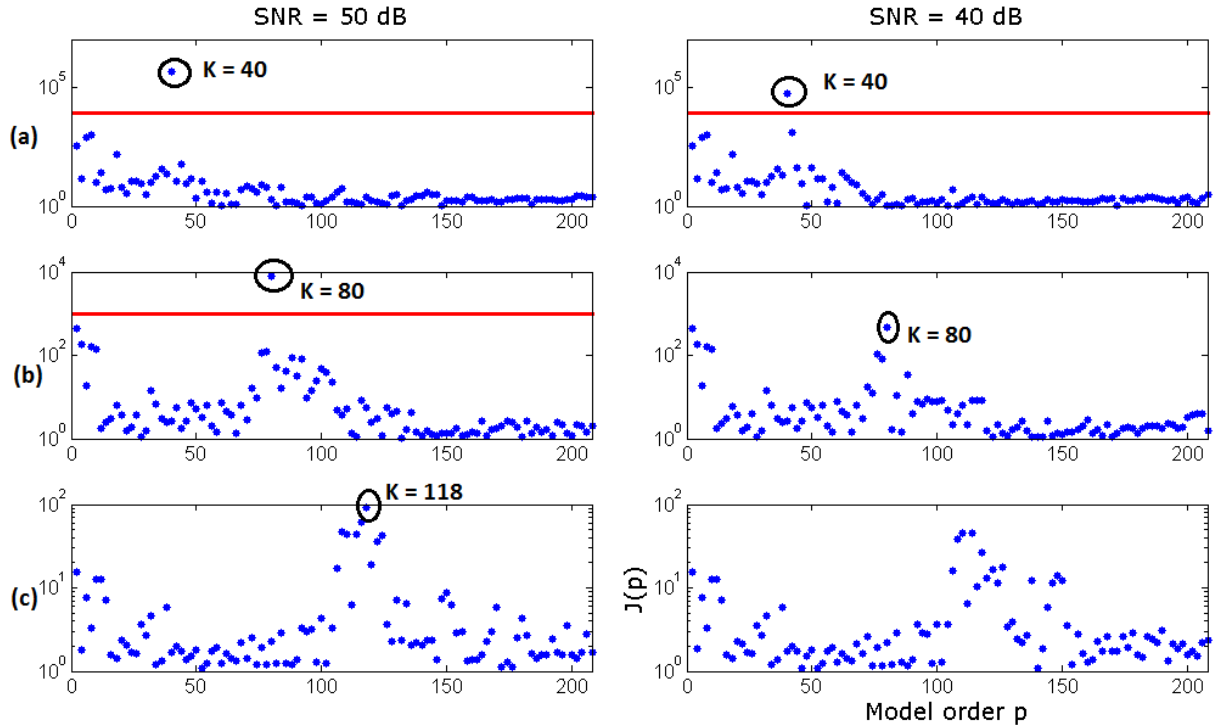 SNR = 50 dB
SNR = 40 dB
(a)
10^5
10^0
K = 40
0 50 100 150 200
10^5
10^0
K = 40
0 50 100 150 200
(b)
10^4
10^2
10^0
K = 80
0 50 100 150 200
10^4
10^2
10^0
K = 80
0 50 100 150 200
(c)
10^2
10^1
10^0
K = 118
0 50 100 150 200
J(p)
10^2
10^1
10^0
0 50 100 150 200
Model order p